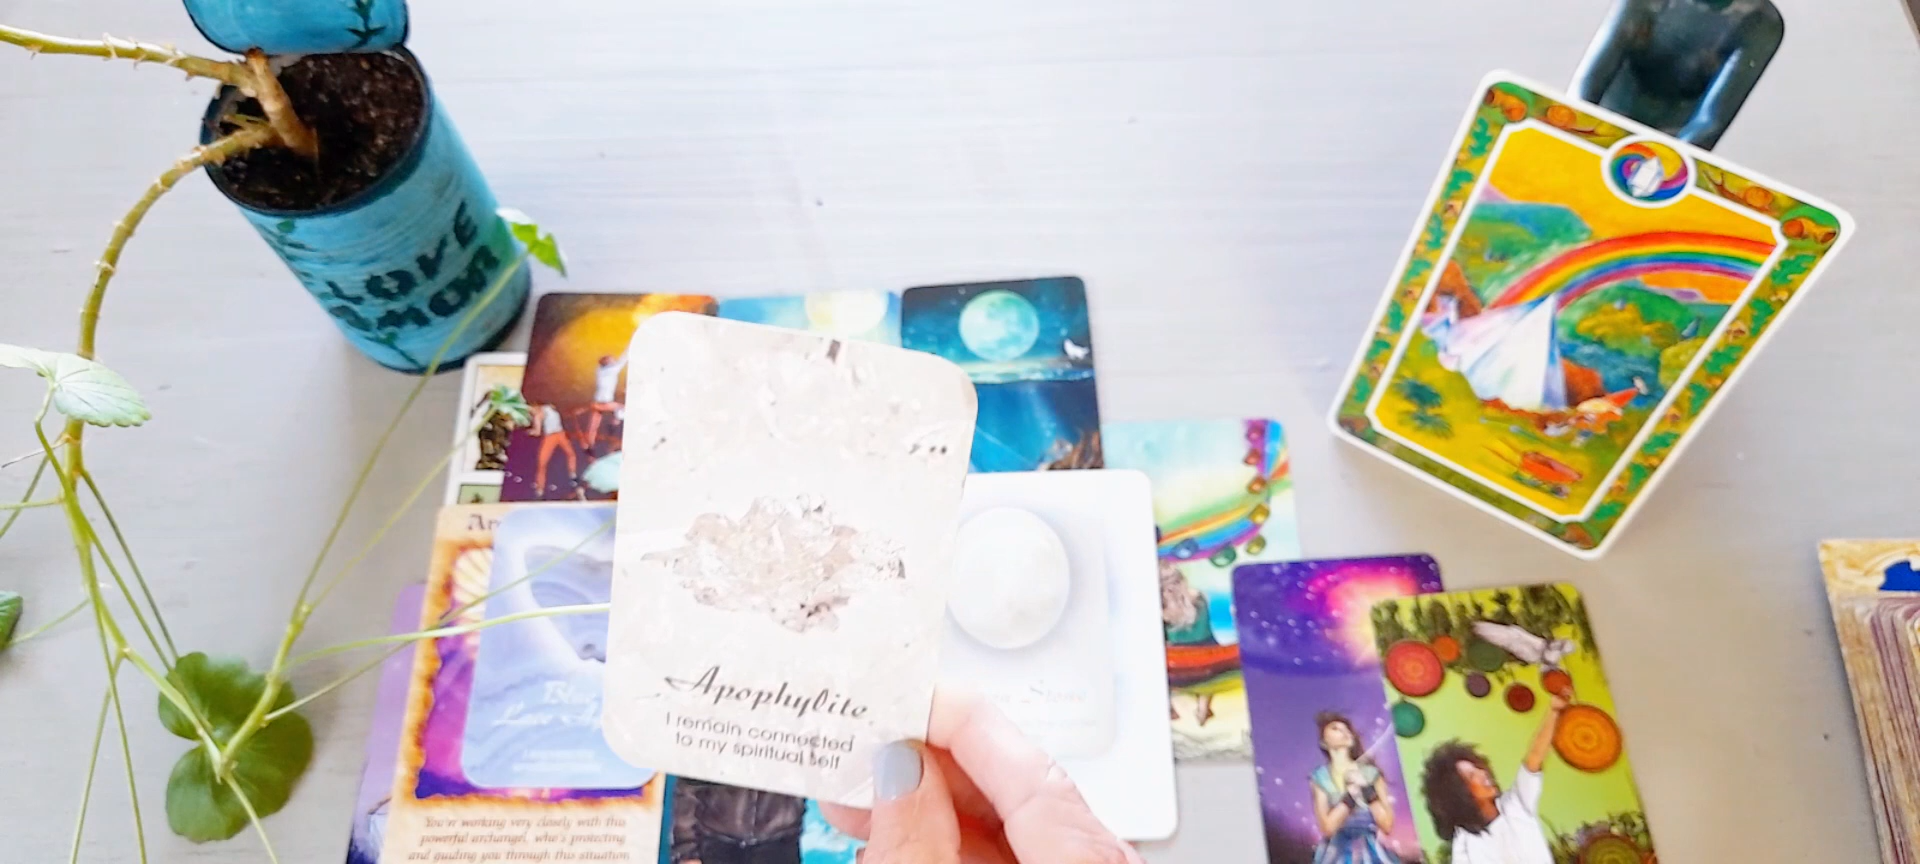 LOVE
Apophylite
I remain connected
to my spiritual self
You're working very closely with this
powerful archangel, who's protecting
and guiding you through this situation